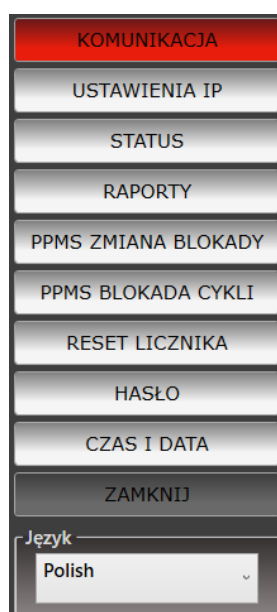 KOMUNIKACJA
USTAWIENIA IP
STATUS
RAPORTY
PPMS ZMIANA BLOKADY
PPMS BLOKADA CYKLI
RESET LICZNIKA
HASŁO
CZAS I DATA
ZAMKNIJ
Język
Polish